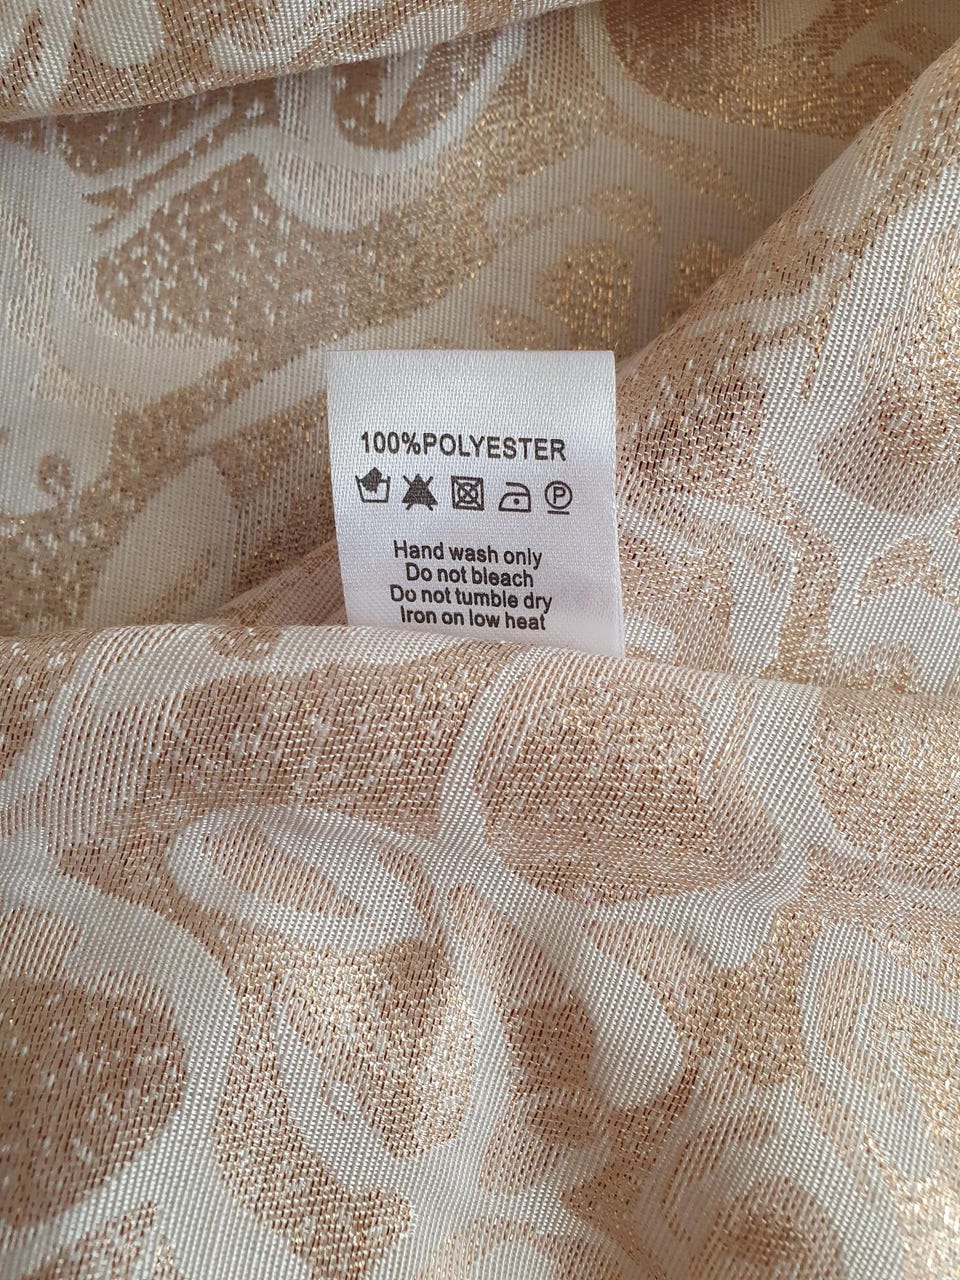 100%POLYESTER
P
Hand wash only
Do not bleach
Do not tumble dry
Iron on low heat